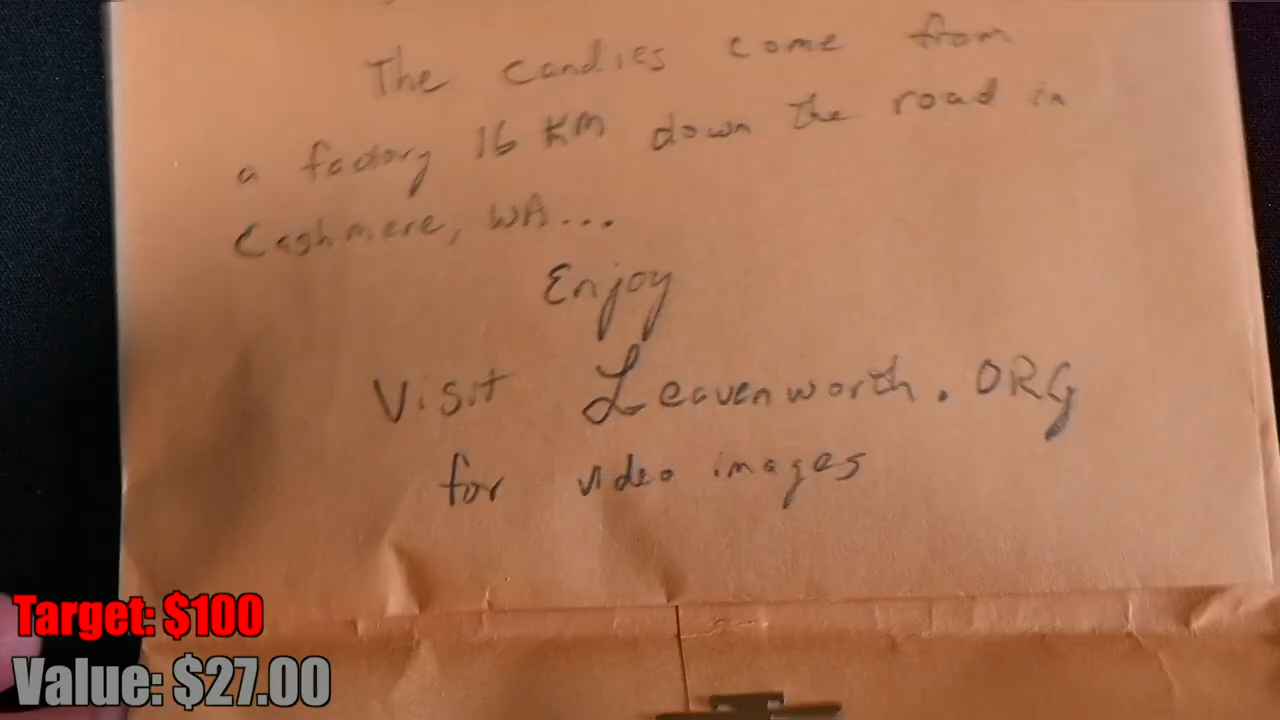 The candies come from
a factory 16 KM down the road in
Cashmere, WA...
Enjoy
Visit Leavenworth.ORG
for video images
Target: $100
Value: $27.00